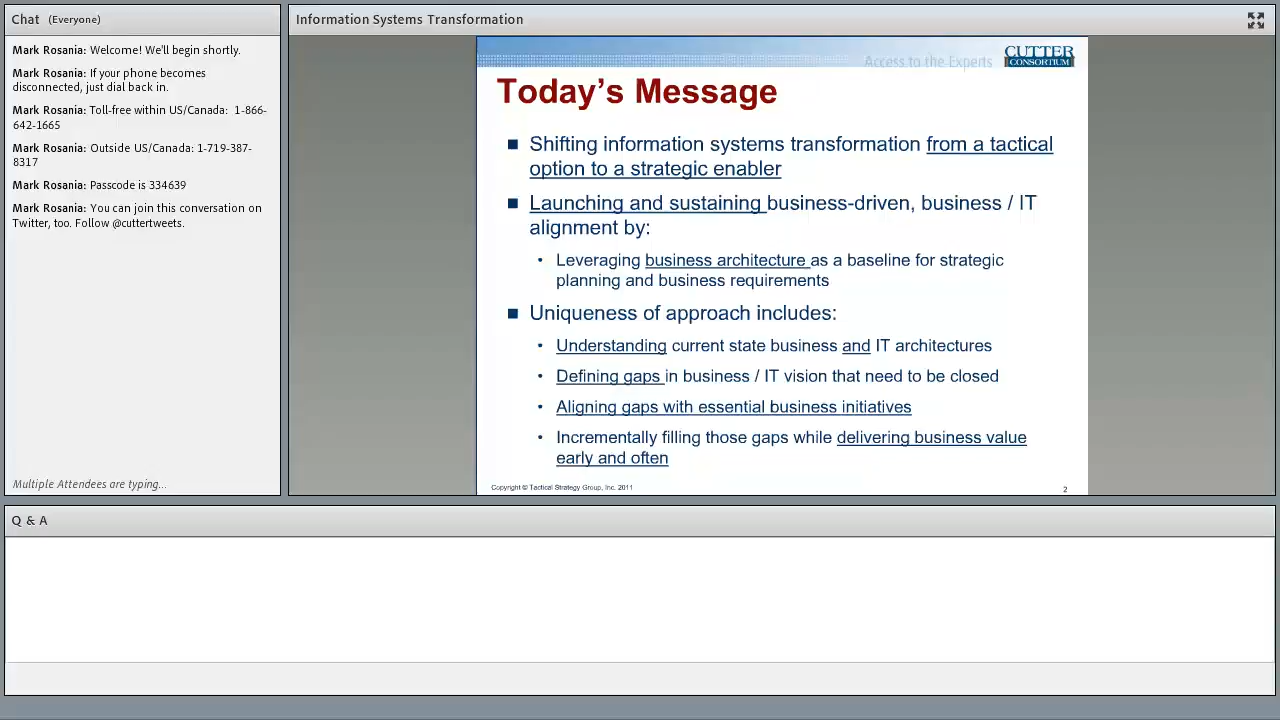 Chat (Everyone)
Mark Rosania: Welcome! We'll begin shortly.
Mark Rosania: If your phone becomes
disconnected, just dial back in.
Mark Rosania: Toll-free within US/Canada: 1-866-
642-1665
Mark Rosania: Outside US/Canada: 1-719-387-
8317
Mark Rosania: Passcode is 334639
Mark Rosania: You can join this conversation on
Twitter, too. Follow @cuttertweets.
Multiple Attendees are typing...
Information Systems Transformation
Access to the Experts
CUTTER
CONSORTIUM
Today's Message
■ Shifting information systems transformation from a tactical
option to a strategic enabler
■ Launching and sustaining business-driven, business / IT
alignment by:
• Leveraging business architecture as a baseline for strategic
planning and business requirements
■ Uniqueness of approach includes:
• Understanding current state business and IT architectures
• Defining gaps in business / IT vision that need to be closed
• Aligning gaps with essential business initiatives
• Incrementally filling those gaps while delivering business value
early and often
Copyright © Tactical Strategy Group, Inc. 2011
2
Q & A